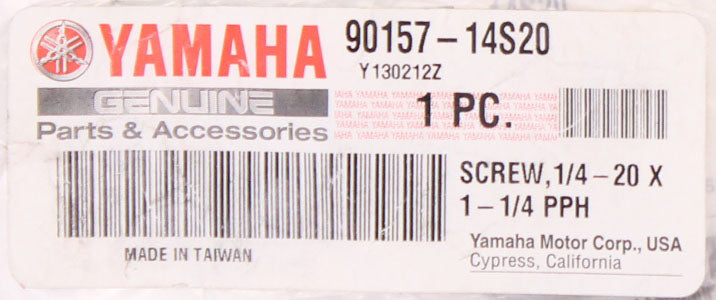 YAMAHA 90157-14S20
Y130212Z
GENUINE
Parts & Accessories
1 PC.
SCREW, 1/4-20 X
1-1/4 PPH
Yamaha Motor Corp., USA
Cypress, California
MADE IN TAIWAN